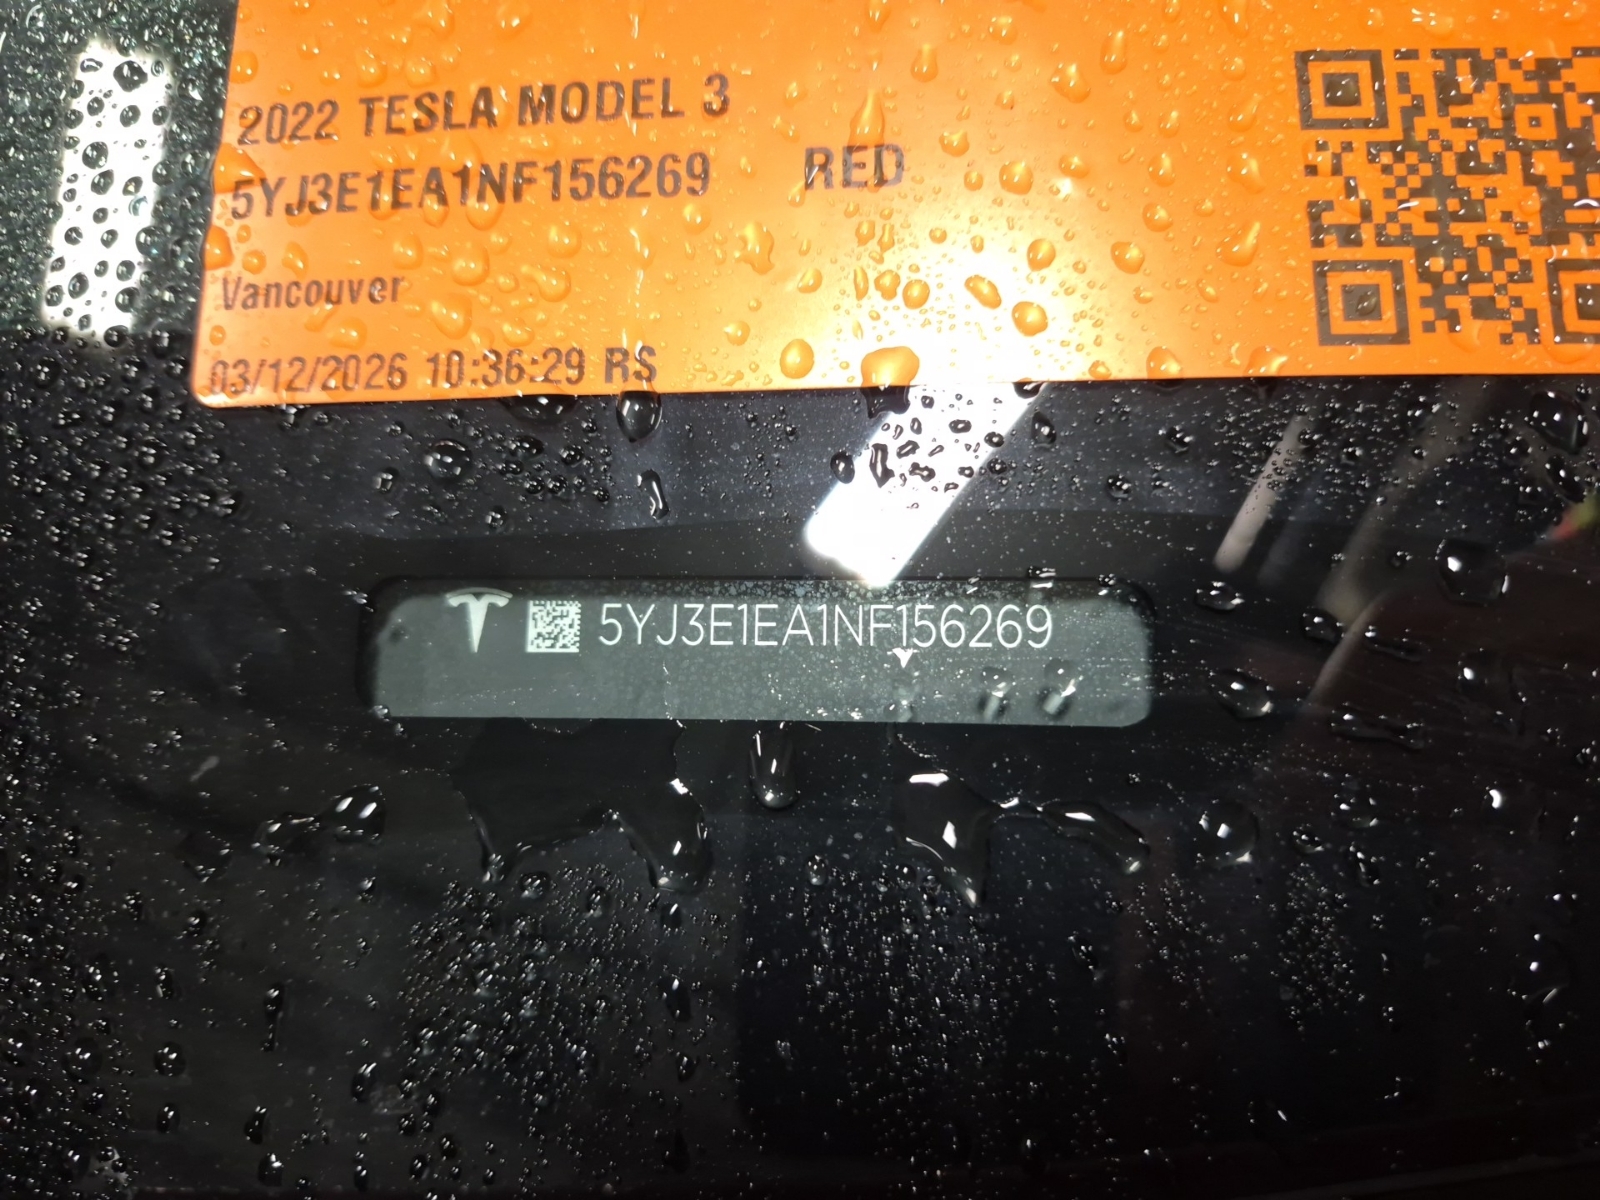 2022 TESLA MODEL 3
5YJ3E1EA1NF156269 RED
Vancouver
03/12/2026 10:36:29 RS
5YJ3E1EA1NF156269